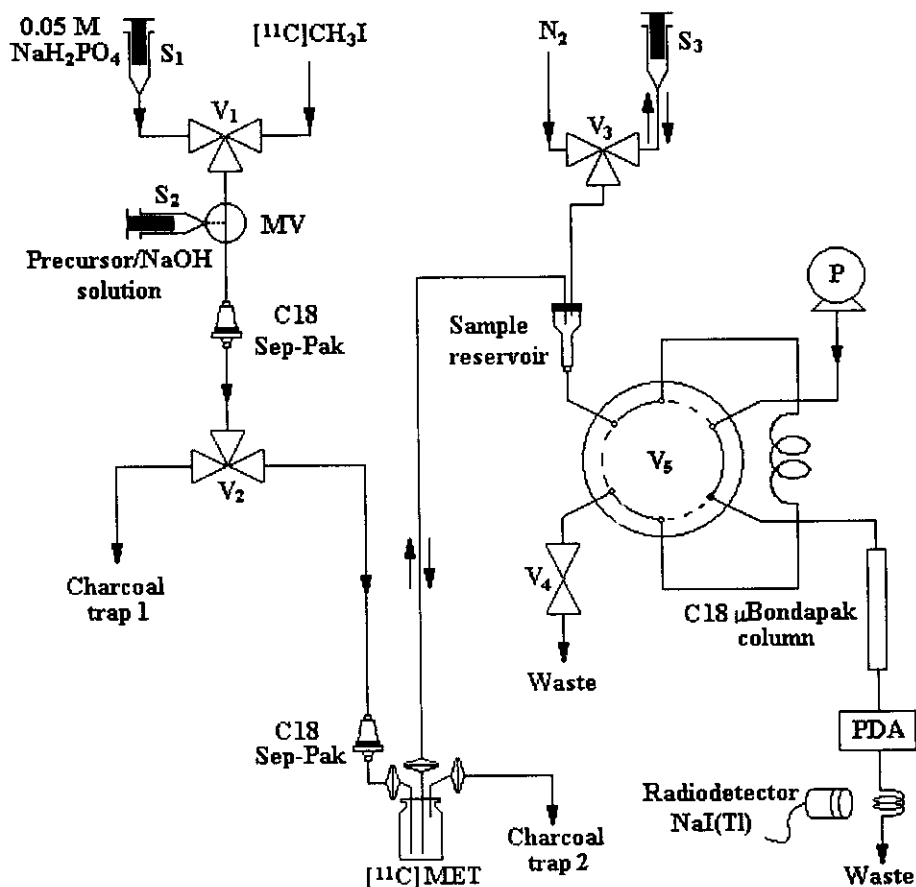 0.05 M
NaH₂PO₄
S₁
[¹¹C]CH₃I
V₁
S₂
MV
Precursor/NaOH
solution
C18
Sep-Pak
V₂
Charcoal
trap 1
C18
Sep-Pak
[¹¹C]MET
Charcoal
trap 2
N₂
S₃
V₃
Sample
reservoir
P
V₅
V₄
Waste
C18 μBondapak
column
PDA
Radiodetector
NaI(Tl)
Waste